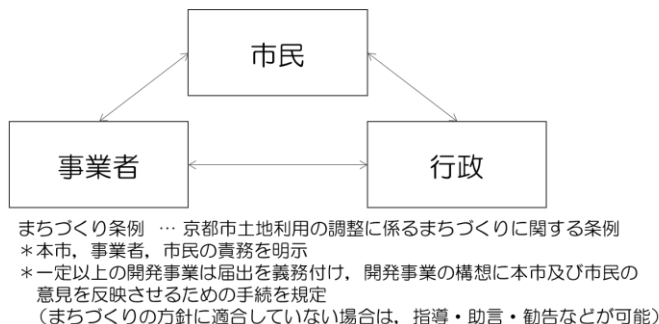 市民
事業者
行政
まちづくり条例 … 京都市土地利用の調整に係るまちづくりに関する条例
＊本市，事業者，市民の責務を明示
＊一定以上の開発事業は届出を義務付け，開発事業の構想に本市及び市民の
意見を反映させるための手続を規定
（まちづくりの方針に適合していない場合は，指導・助言・勧告などが可能）